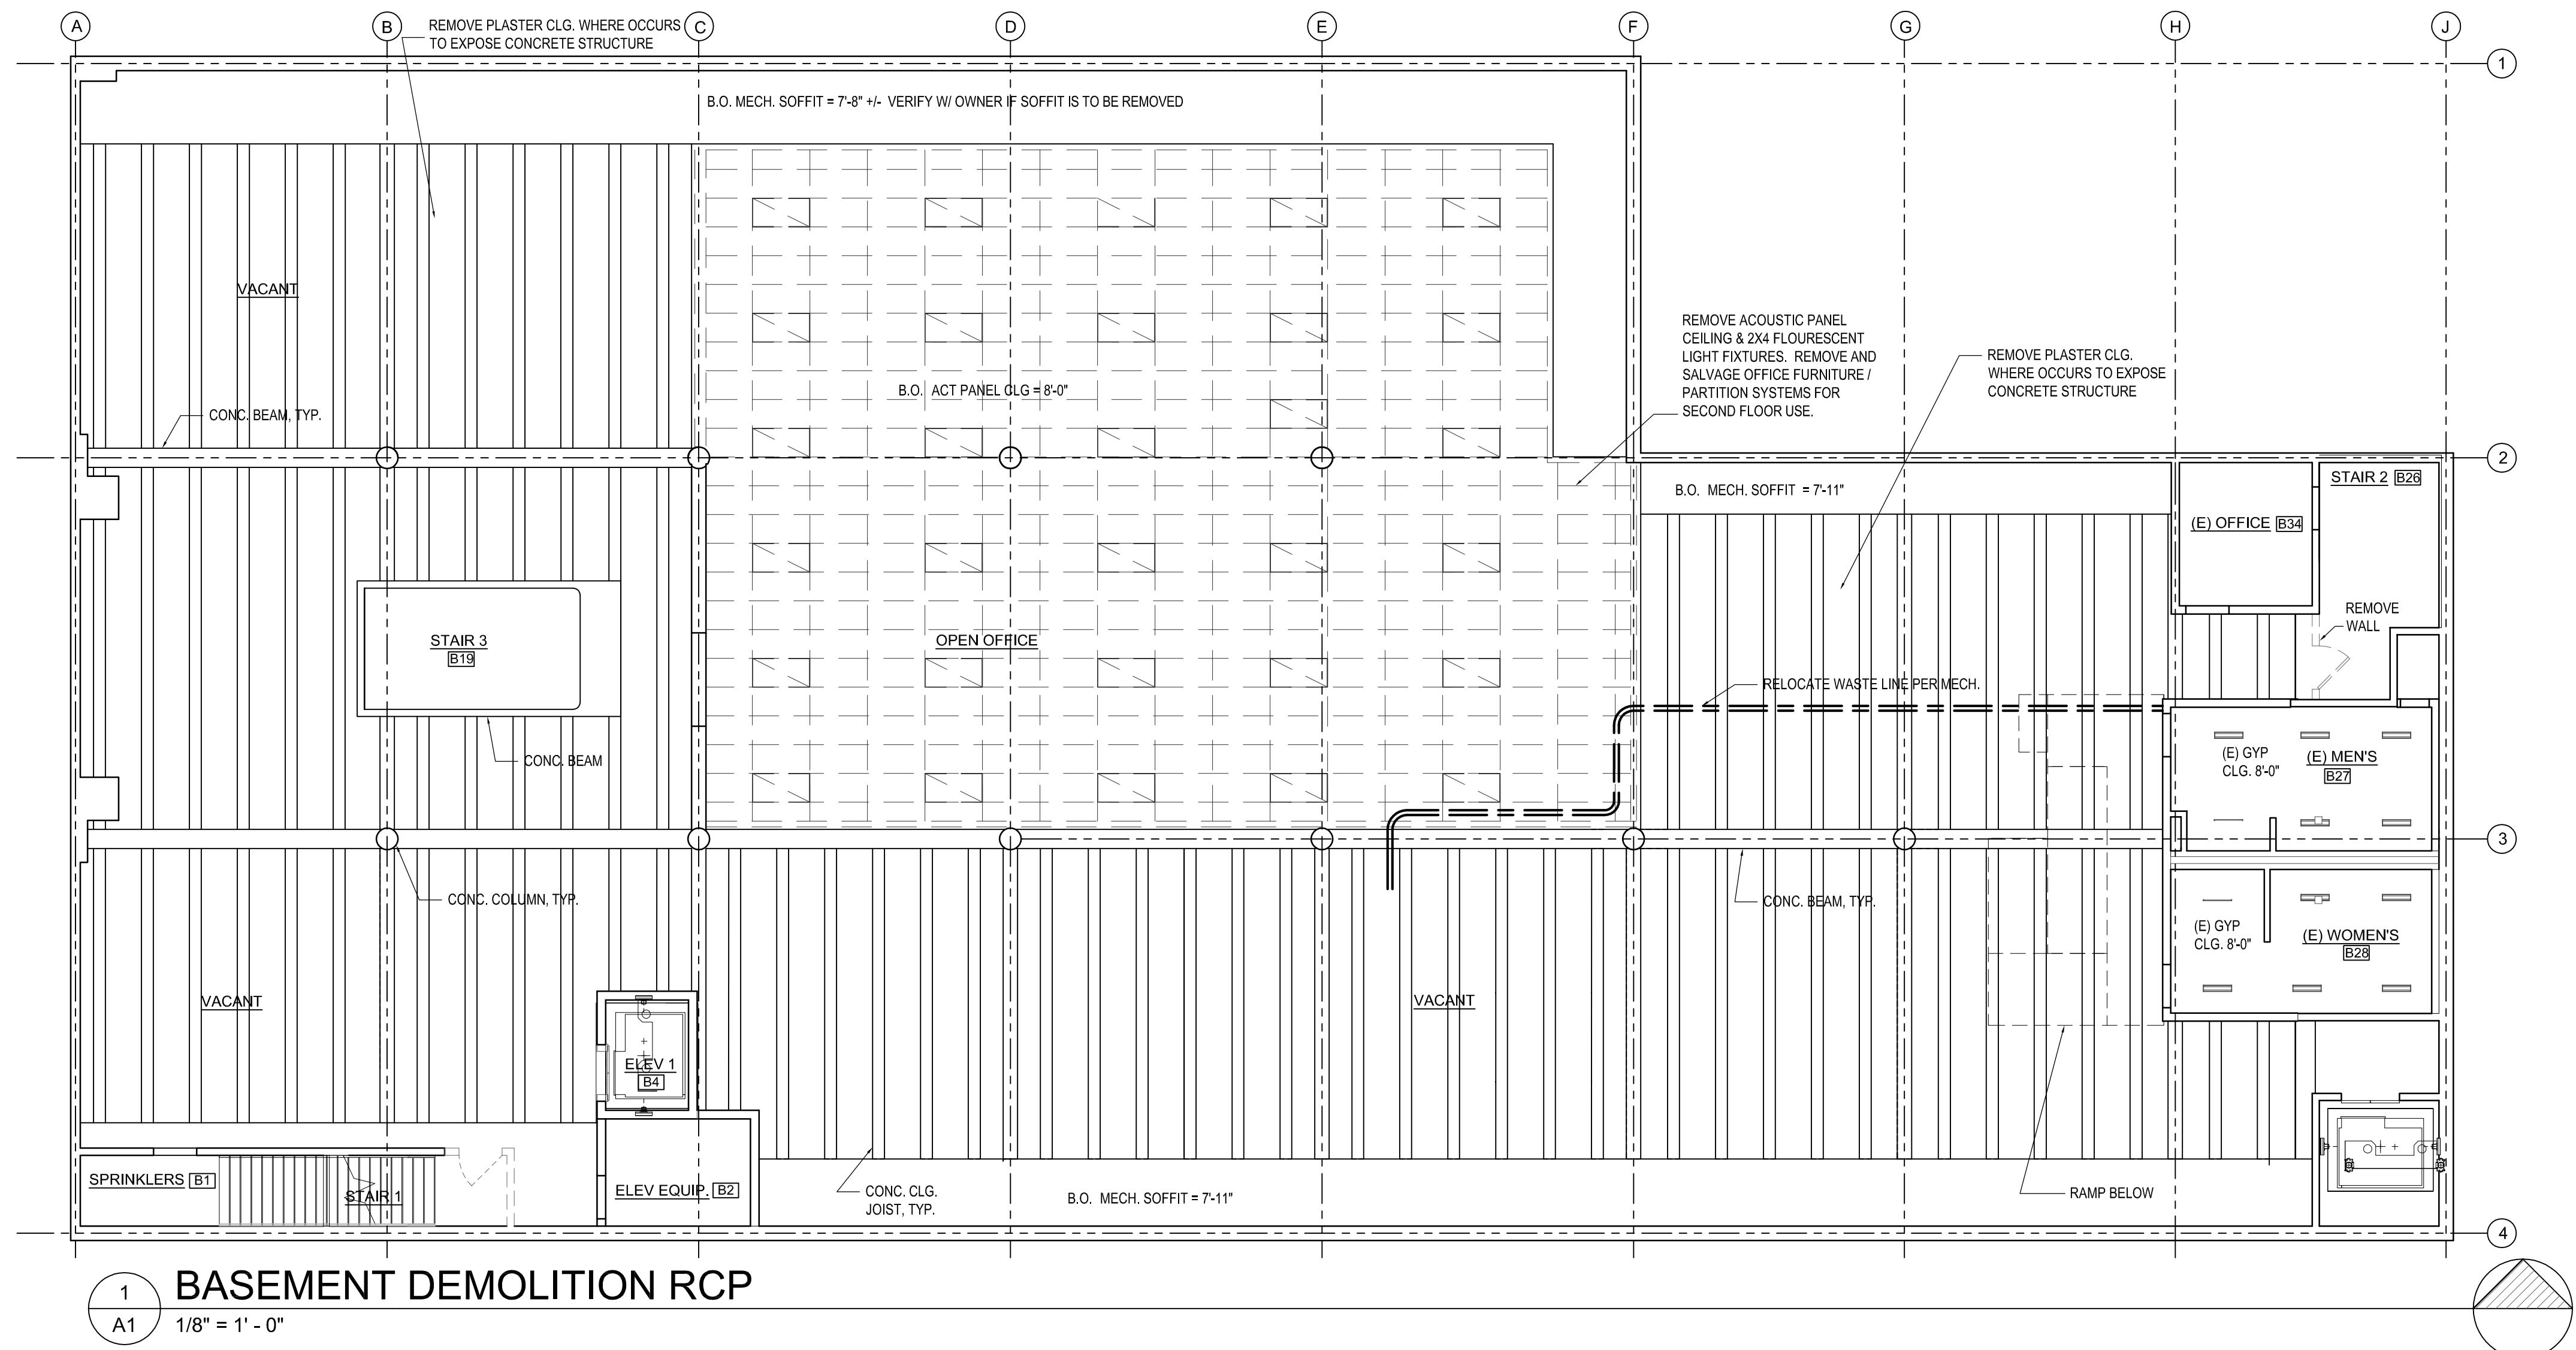 A
B
C
D
E
F
G
H
J
REMOVE PLASTER CLG. WHERE OCCURS
TO EXPOSE CONCRETE STRUCTURE
1
B.O. MECH. SOFFIT = 7'-8" +/- VERIFY W/ OWNER IF SOFFIT IS TO BE REMOVED
VACANT
REMOVE ACOUSTIC PANEL
CEILING & 2X4 FLOURESCENT
LIGHT FIXTURES. REMOVE AND
SALVAGE OFFICE FURNITURE /
PARTITION SYSTEMS FOR
SECOND FLOOR USE.
REMOVE PLASTER CLG.
WHERE OCCURS TO EXPOSE
CONCRETE STRUCTURE
B.O. ACT PANEL CLG = 8'-0"
CONC. BEAM, TYP.
2
STAIR 2 B26
B.O. MECH. SOFFIT = 7'-11"
(E) OFFICE B34
REMOVE
WALL
STAIR 3
B19
OPEN OFFICE
RELOCATE WASTE LINE PER MECH.
CONC. BEAM
(E) GYP
CLG. 8'-0"
(E) MEN'S
B27
3
CONC. COLUMN, TYP.
CONC. BEAM, TYP.
(E) GYP
CLG. 8'-0"
(E) WOMEN'S
B28
VACANT
VACANT
ELEV 1
B4
SPRINKLERS B1
STAIR 1
ELEV EQUIP. B2
CONC. CLG.
JOIST, TYP.
B.O. MECH. SOFFIT = 7'-11"
RAMP BELOW
4
1
A1
BASEMENT DEMOLITION RCP
1/8" = 1' - 0"